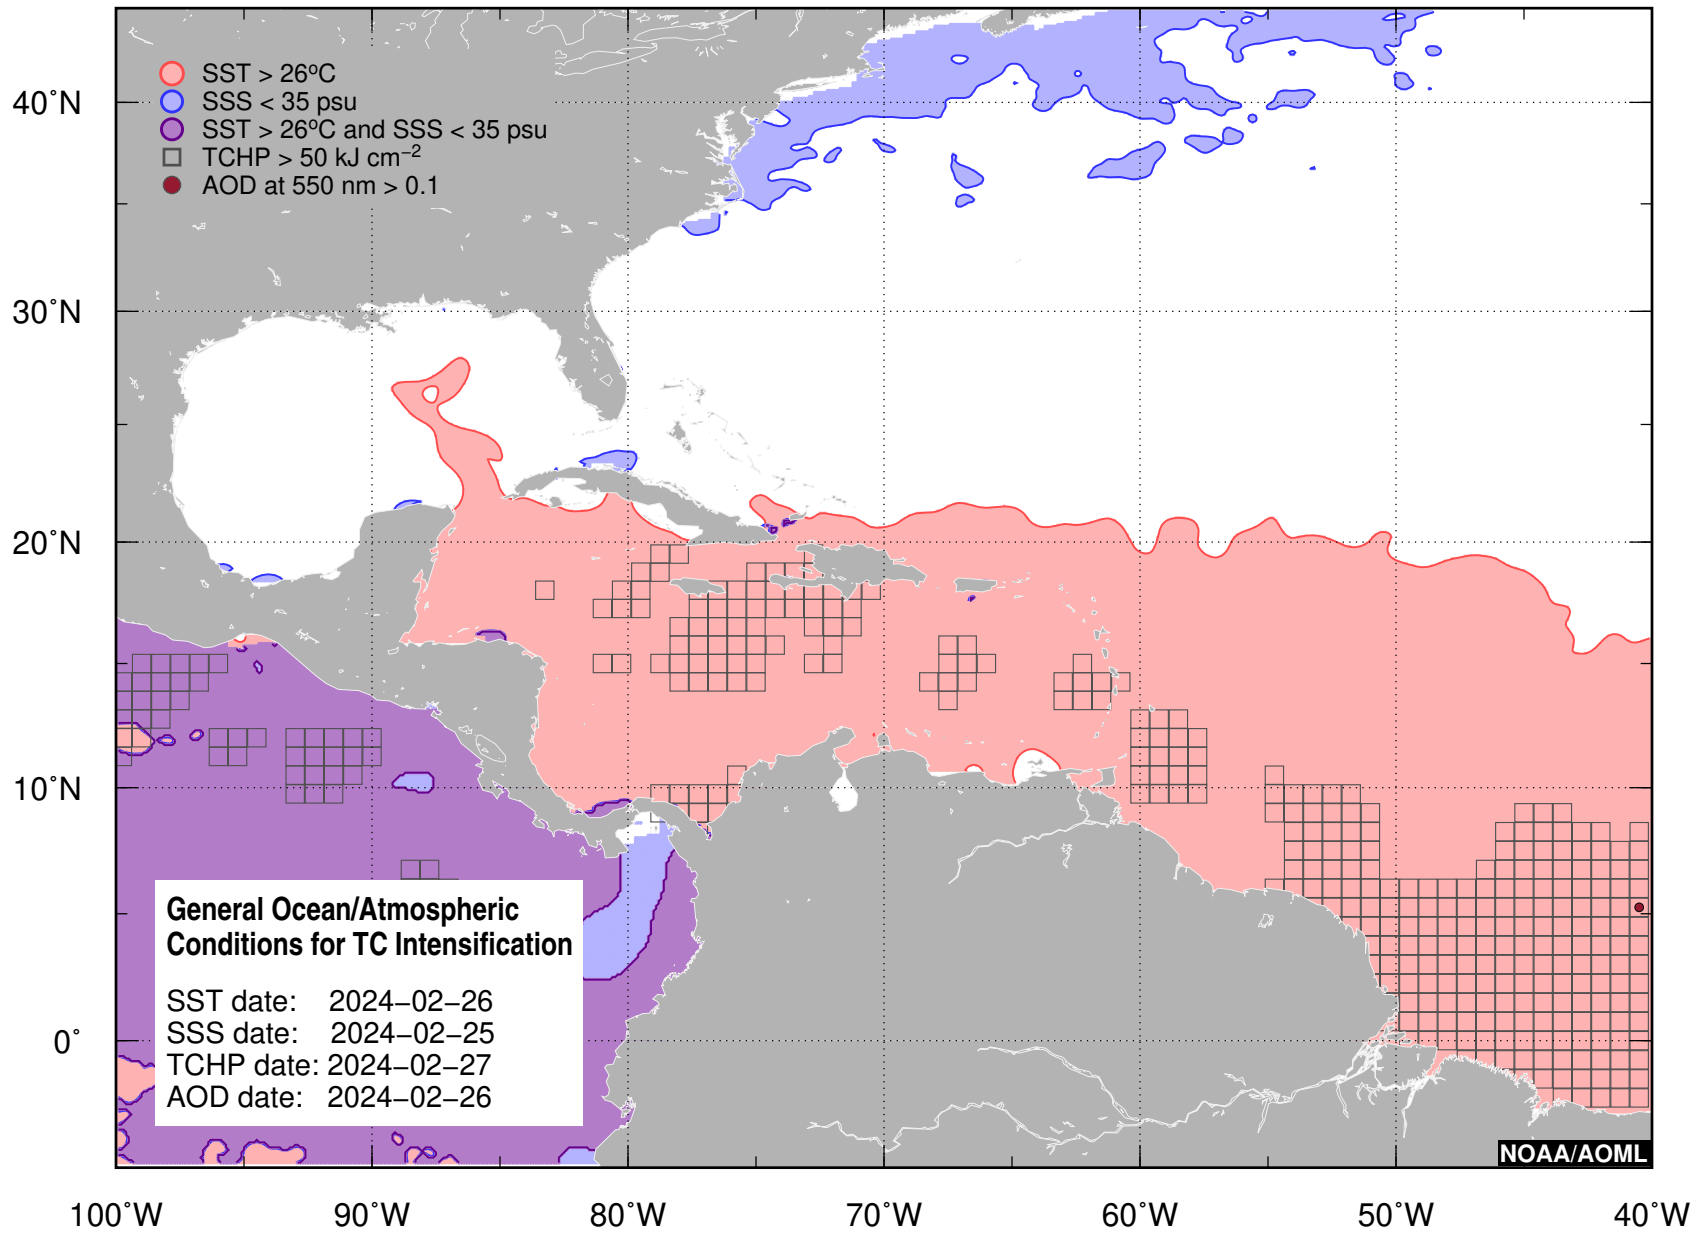 SST > 26ºC
SSS < 35 psu
SST > 26ºC and SSS < 35 psu
TCHP > 50 kJ cm⁻²
AOD at 550 nm > 0.1
40˚N
30˚N
20˚N
10˚N
0˚
General Ocean/Atmospheric
Conditions for TC Intensification
SST date: 2024−02−26
SSS date: 2024−02−25
TCHP date: 2024−02−27
AOD date: 2024−02−26
NOAA/AOML
100˚W 90˚W 80˚W 70˚W 60˚W 50˚W 40˚W